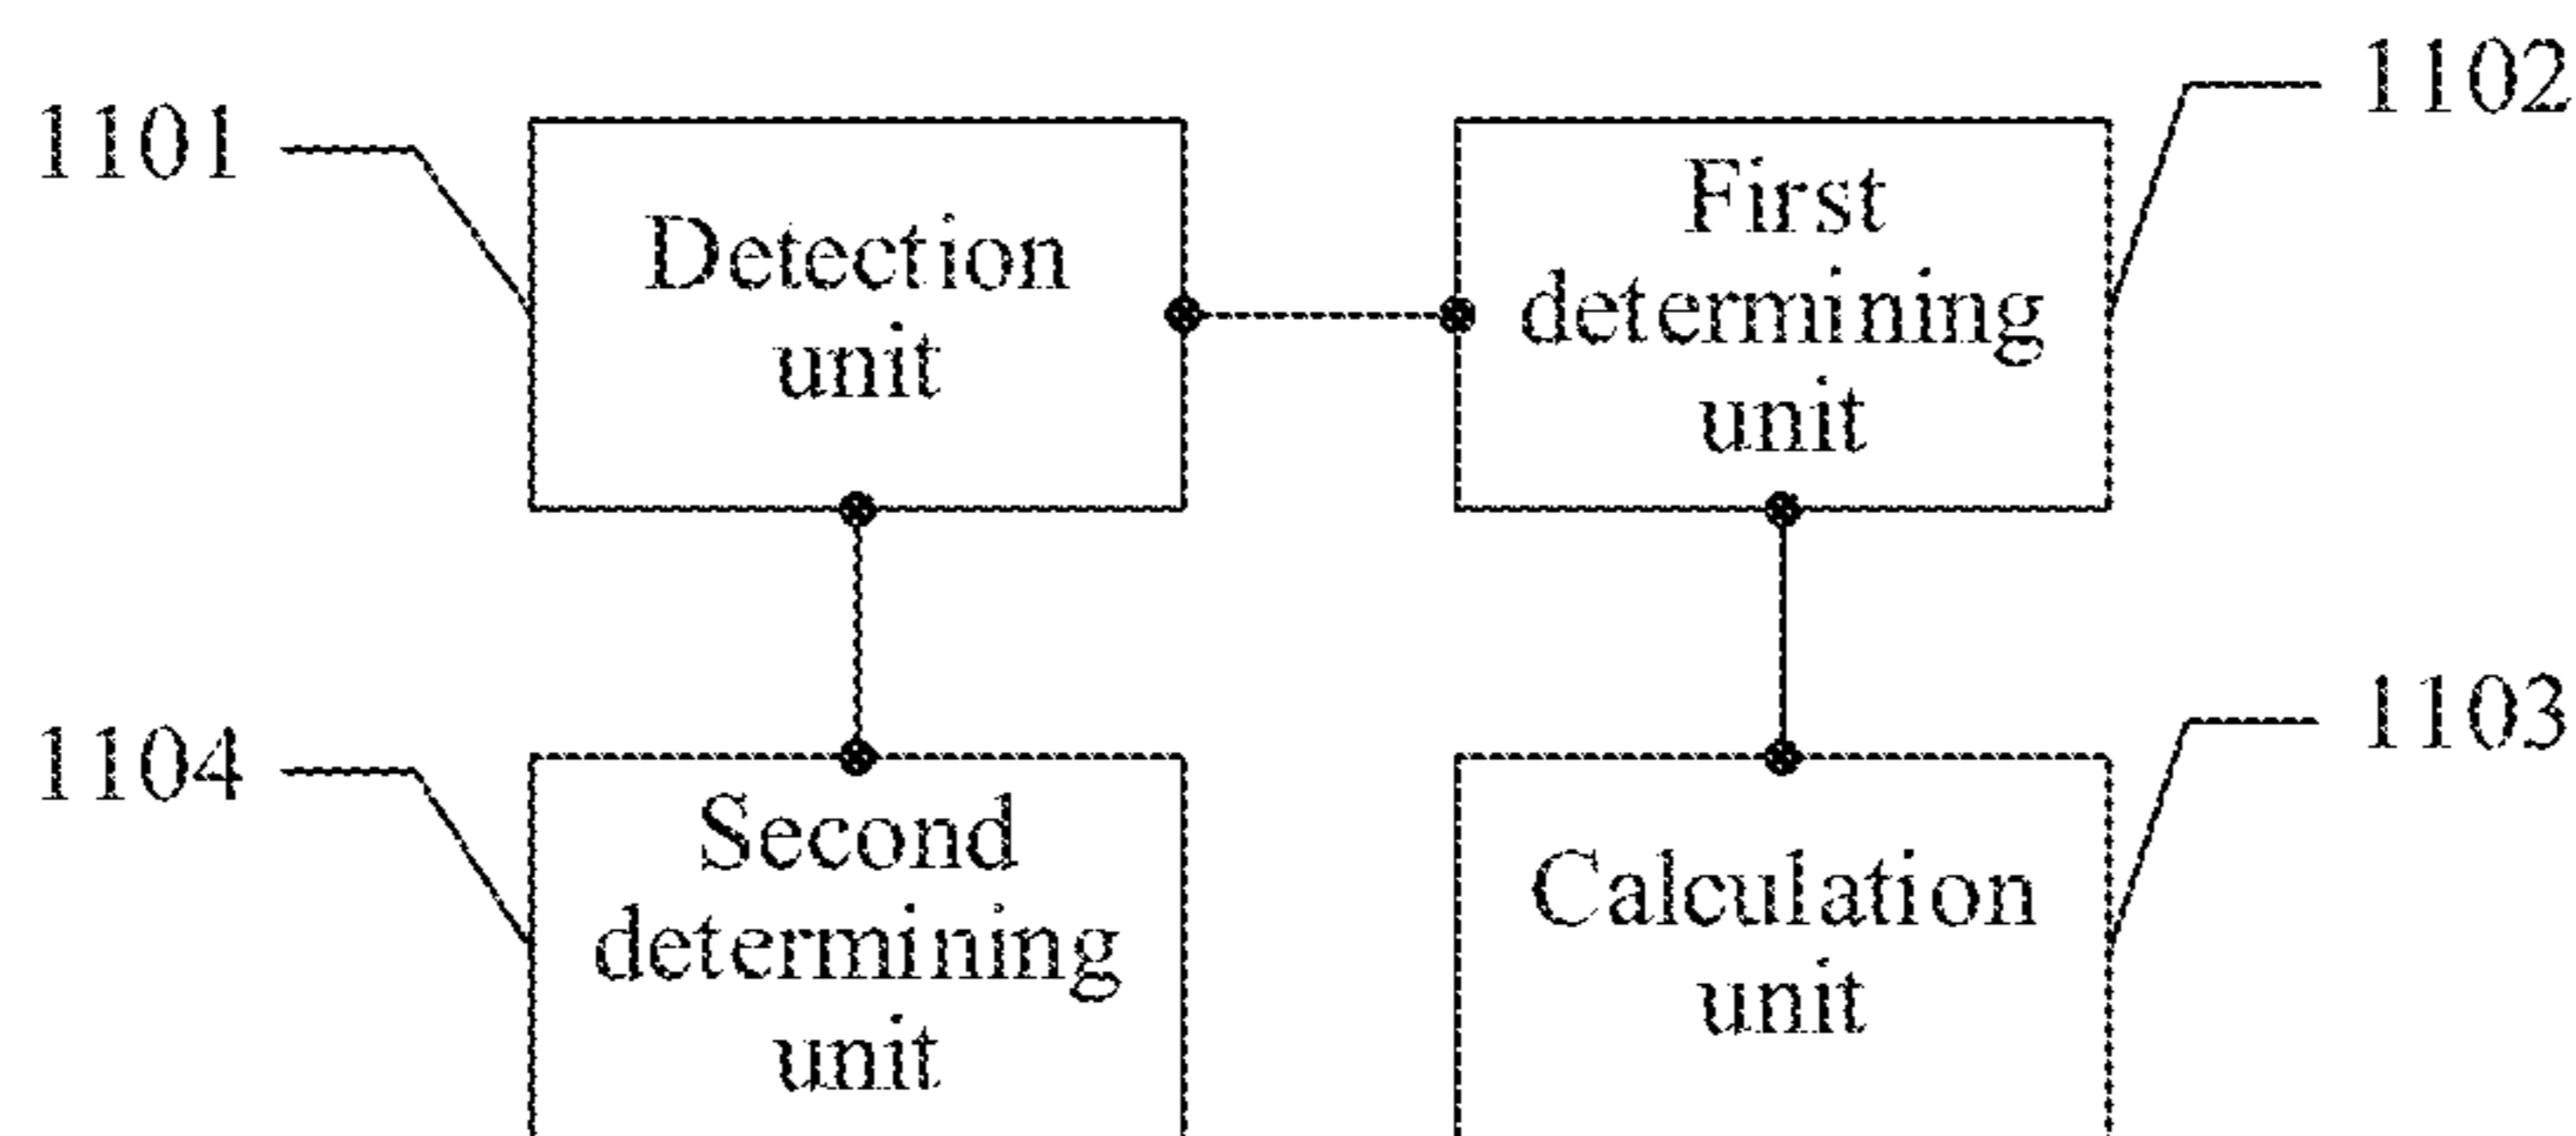 1101
Detection
unit
First
determining
unit
1102
1104
Second
determining
unit
Calculation
unit
1103